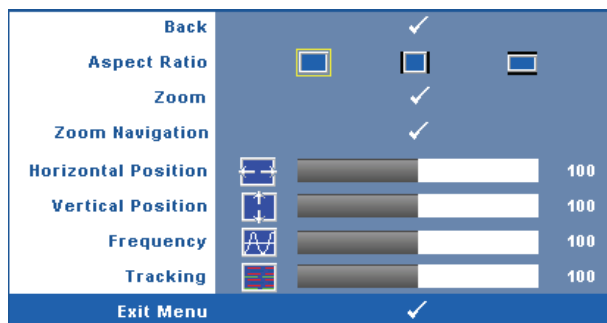 Back
Aspect Ratio
Zoom
Zoom Navigation
Horizontal Position 100
Vertical Position 100
Frequency 100
Tracking 100
Exit Menu